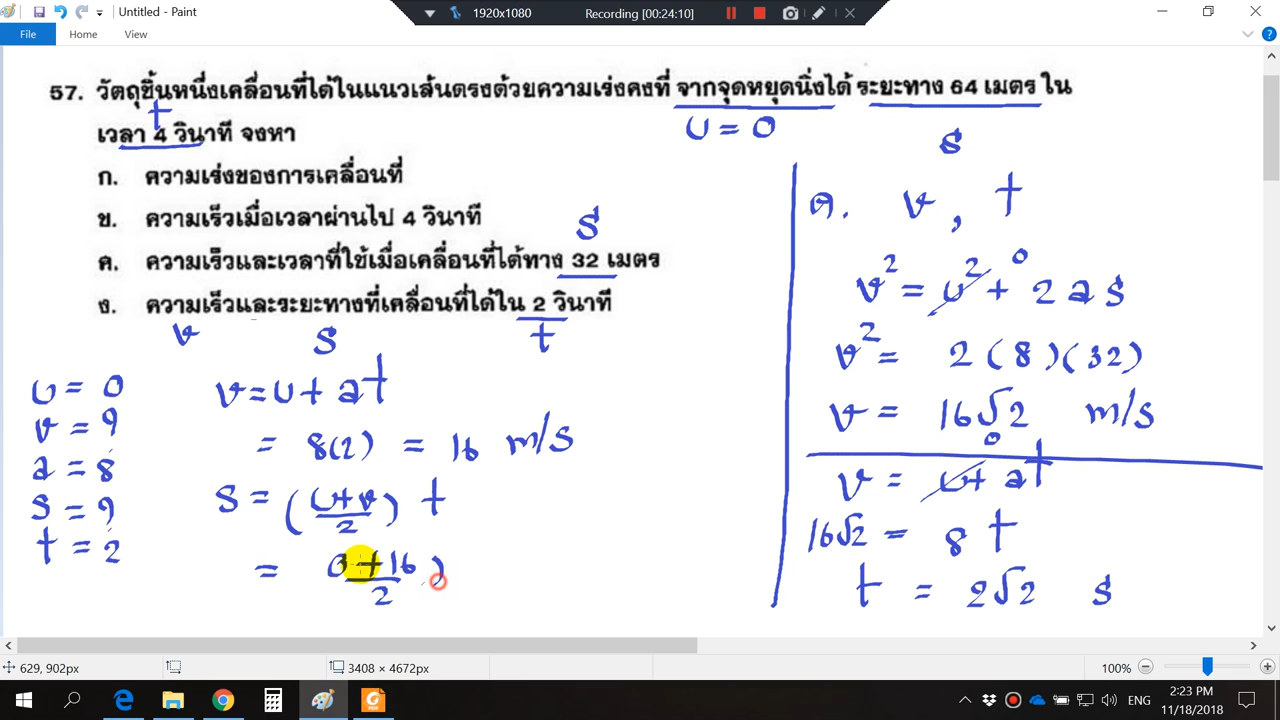 Untitled - Paint
1920x1080
Recording [00:24:10]
File Home View
57. วัตถุชิ้นหนึ่งเคลื่อนที่ได้ในแนวเส้นตรงด้วยความเร่งคงที่ จากจุดหยุดนิ่งได้ ระยะทาง 64 เมตร ใน
t
เวลา 4 วินาที จงหา
u = 0
s
ก. ความเร่งของการเคลื่อนที่
ข. ความเร็วเมื่อเวลาผ่านไป 4 วินาที
s
ค. ความเร็วและเวลาที่ใช้เมื่อเคลื่อนที่ได้ทาง 32 เมตร
ง. ความเร็วและระยะทางที่เคลื่อนที่ได้ใน 2 วินาที
v s t
u = 0
v = ?
a = 8
s = ?
t = 2
v = u + at
= 8(2) = 16 m/s
s = (u+v/2) t
= 0+16/2 )
ค. v , t
v² = u² + 2 a s
0
v² = 2 (8)(32)
v = 16√2 m/s
0
v = u + at
16√2 = 8 t
t = 2√2 s
629, 902px
3408 × 4672px
100%
ENG
2:23 PM
11/18/2018